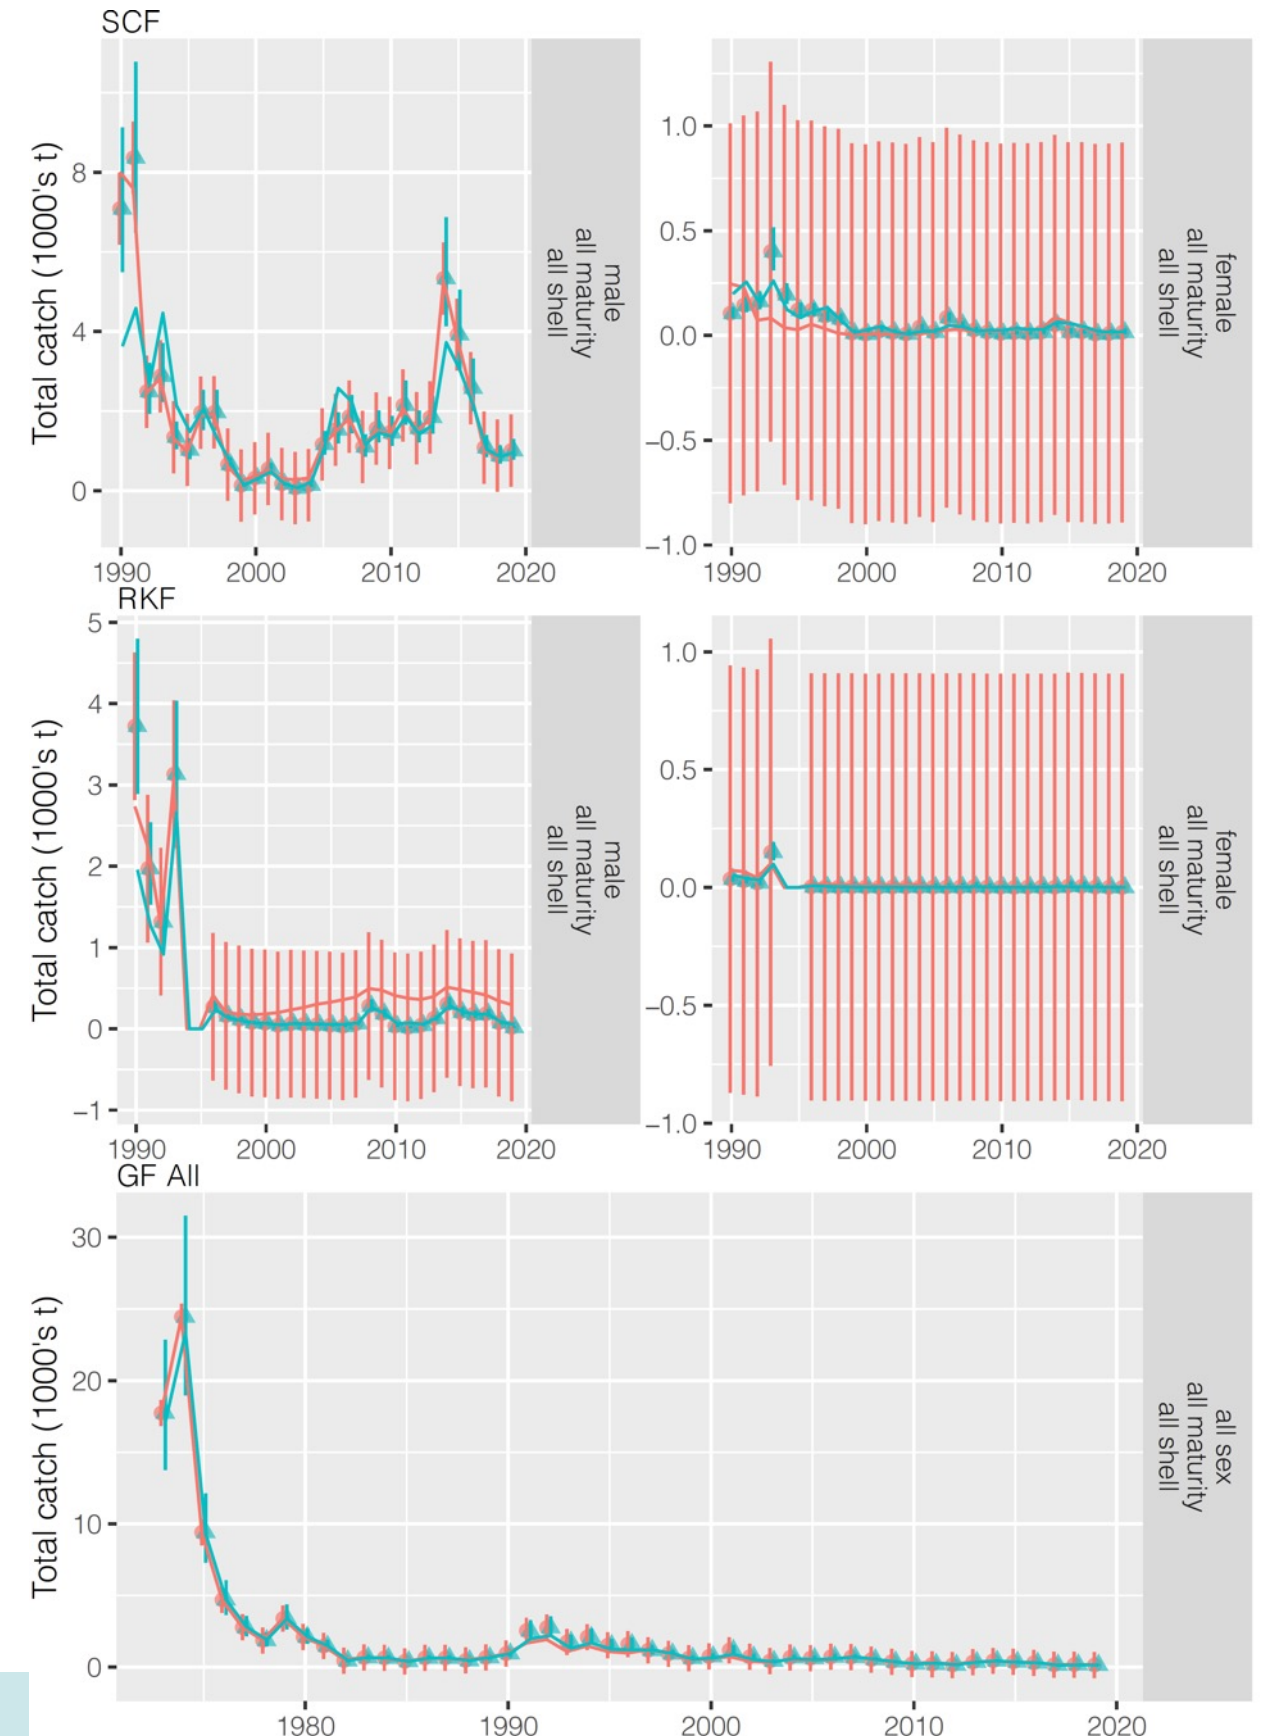 SCF
Total catch (1000's t)
8
4
0
1990 2000 2010 2020
male
all maturity
all shell
1.0
0.5
0.0
−0.5
−1.0
1990 2000 2010 2020
female
all maturity
all shell
RKF
Total catch (1000's t)
5
4
3
2
1
0
−1
1990 2000 2010 2020
male
all maturity
all shell
1.0
0.5
0.0
−0.5
−1.0
1990 2000 2010 2020
female
all maturity
all shell
GF All
Total catch (1000's t)
30
20
10
0
1980 1990 2000 2010 2020
all sex
all maturity
all shell